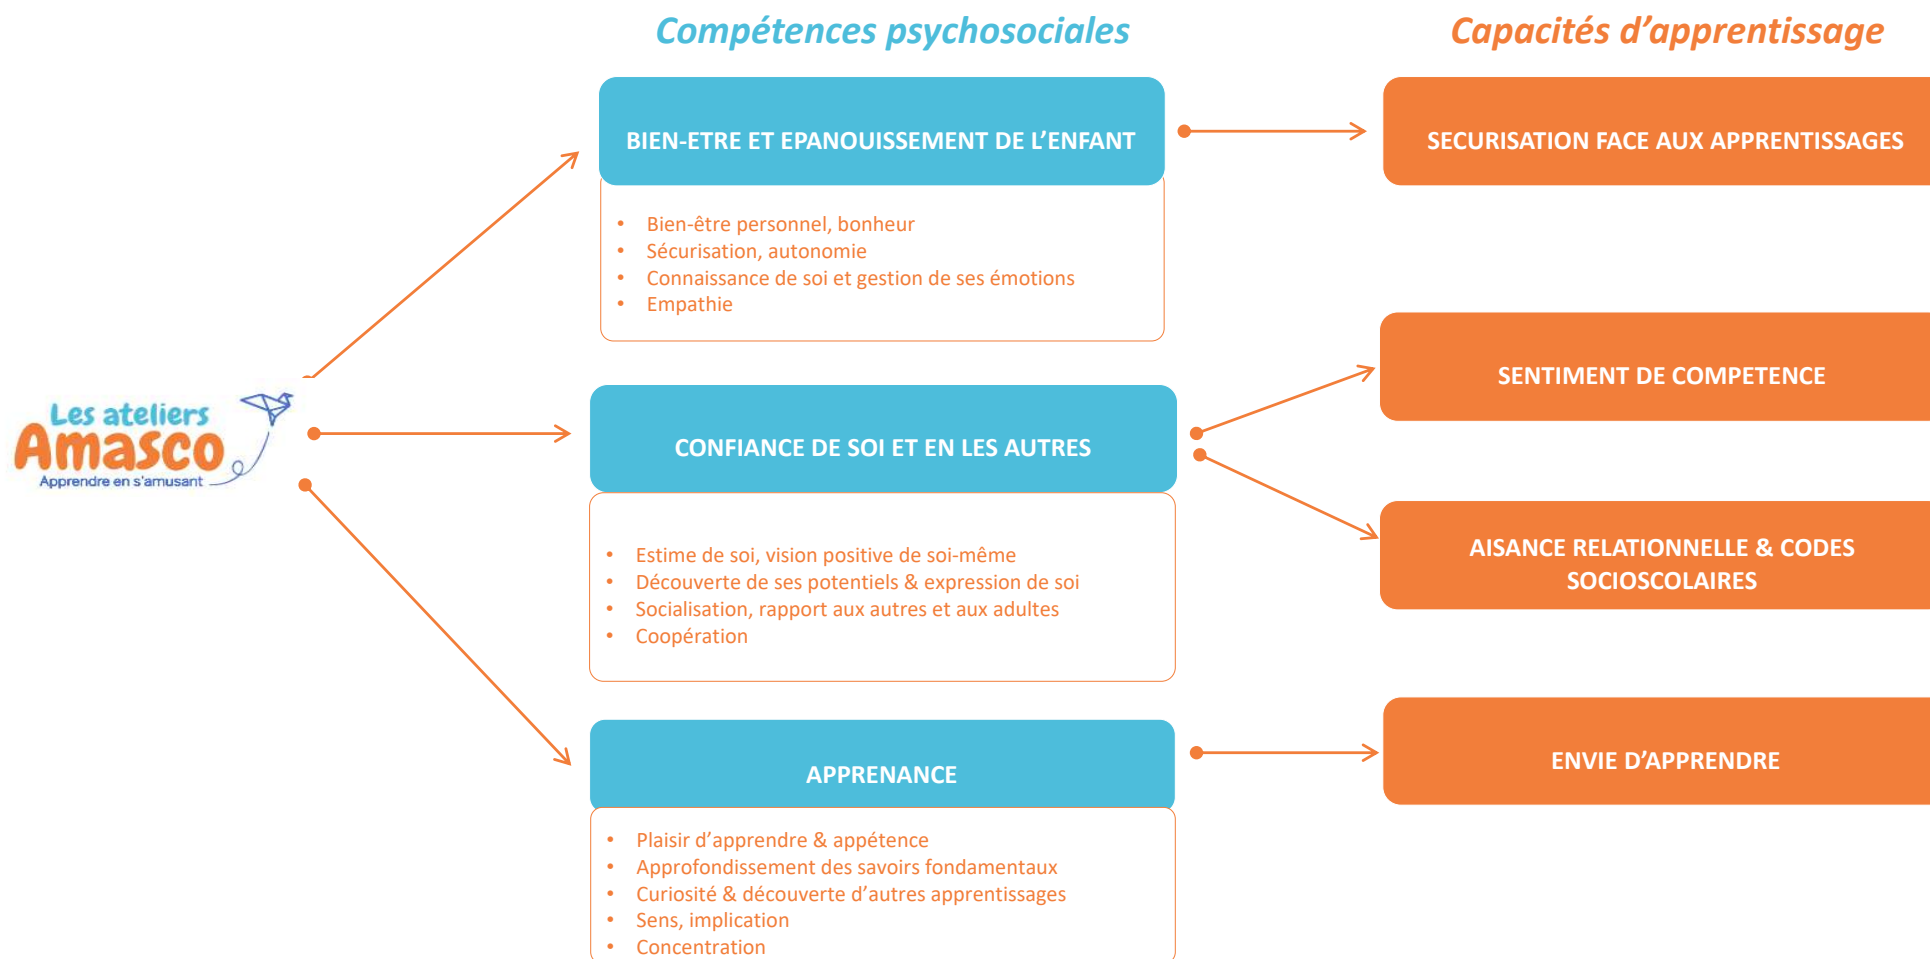 Compétences psychosociales
Capacités d’apprentissage
BIEN-ETRE ET EPANOUISSEMENT DE L’ENFANT
• Bien-être personnel, bonheur
• Sécurisation, autonomie
• Connaissance de soi et gestion de ses émotions
• Empathie
SECURISATION FACE AUX APPRENTISSAGES
Les ateliers
Amasco
Apprendre en s'amusant
CONFIANCE DE SOI ET EN LES AUTRES
• Estime de soi, vision positive de soi-même
• Découverte de ses potentiels & expression de soi
• Socialisation, rapport aux autres et aux adultes
• Coopération
SENTIMENT DE COMPETENCE
AISANCE RELATIONNELLE & CODES
SOCIOSCOLAIRES
APPRENANCE
• Plaisir d’apprendre & appétence
• Approfondissement des savoirs fondamentaux
• Curiosité & découverte d’autres apprentissages
• Sens, implication
• Concentration
ENVIE D’APPRENDRE